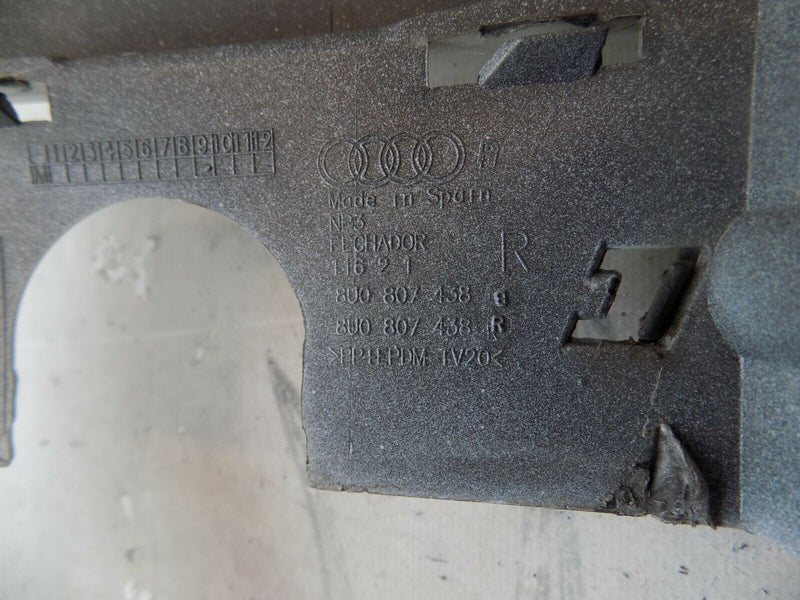 1 2 3 4 5 6 7 8 9 10 11 12
Made in Spain
NP3
FECHADOR
116 2 1
R
8U0 807 438 G
8U0 807 438 R
>PP+EPDM-TV20<